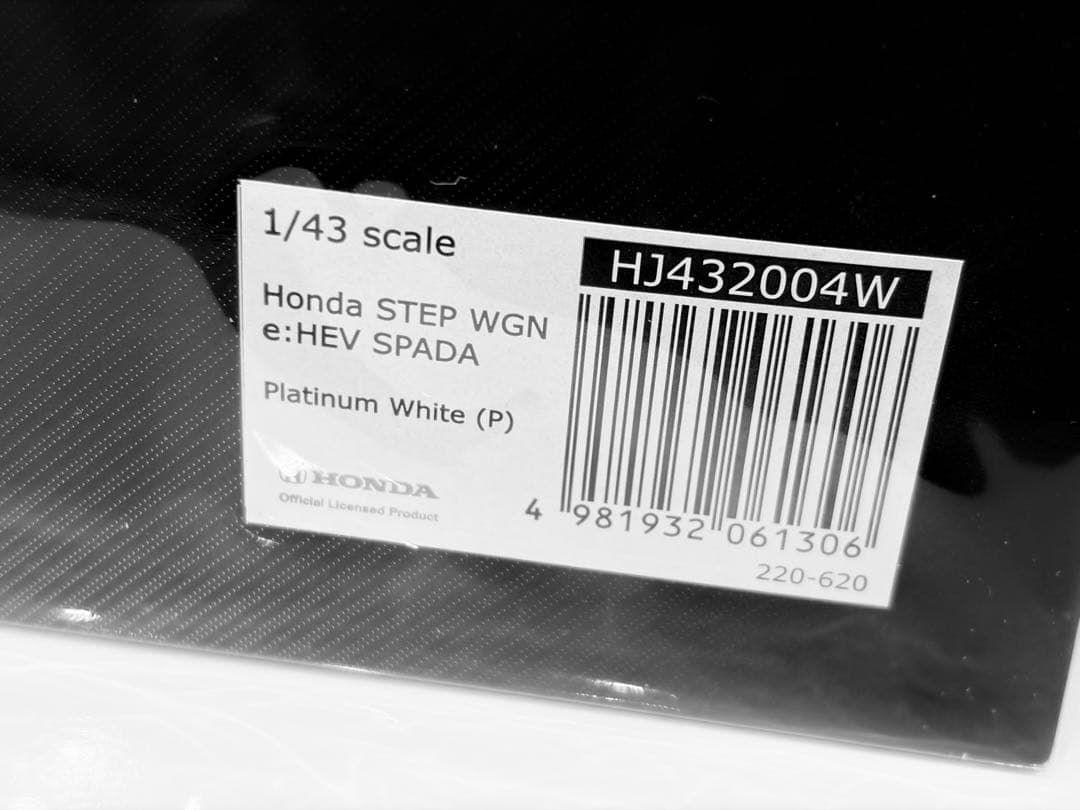 1/43 scale
HJ432004W
Honda STEP WGN
e:HEV SPADA
Platinum White (P)
HONDA
Official Licensed Product
4 981932 061306
220-620